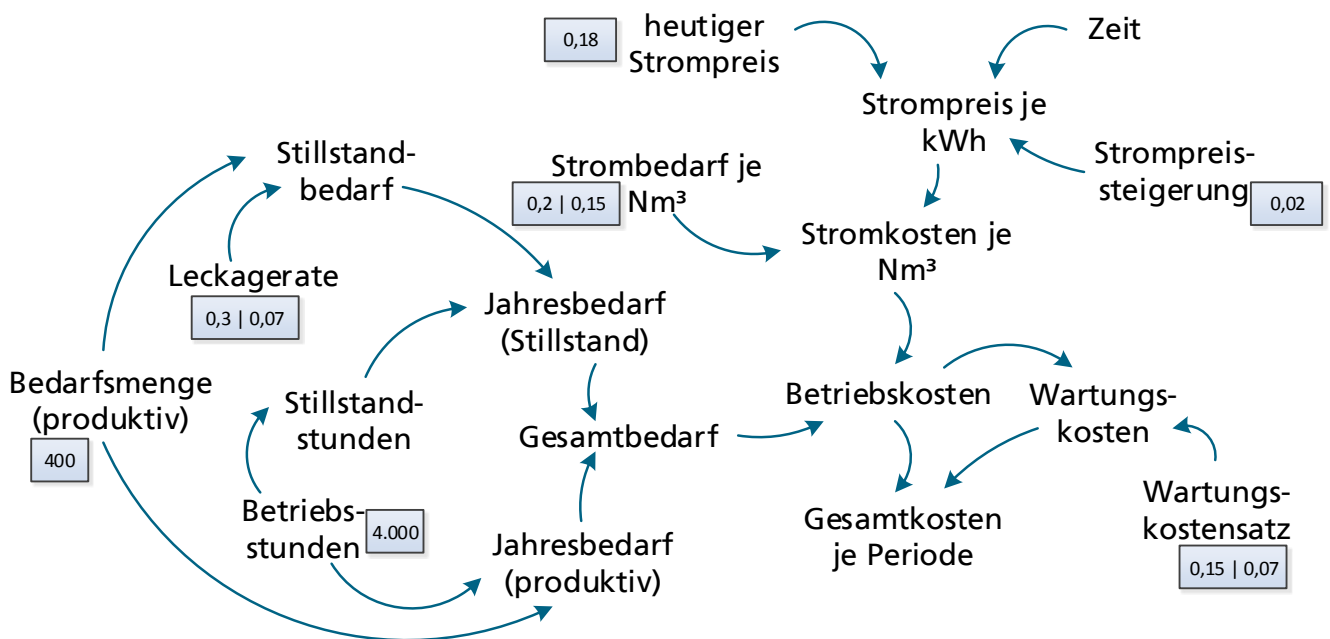 0,18
heutiger
Strompreis
Zeit
Strompreis je
kWh
Stillstand-
bedarf
Strombedarf je
Nm³
0,2 | 0,15
Strompreis-
steigerung
0,02
Stromkosten je
Nm³
Leckagerate
0,3 | 0,07
Jahresbedarf
(Stillstand)
Bedarfsmenge
(produktiv)
400
Stillstand-
stunden
Gesamtbedarf
Betriebskosten
Wartungs-
kosten
Betriebs-
stunden
4.000
Jahresbedarf
(produktiv)
Gesamtkosten
je Periode
Wartungs-
kostensatz
0,15 | 0,07